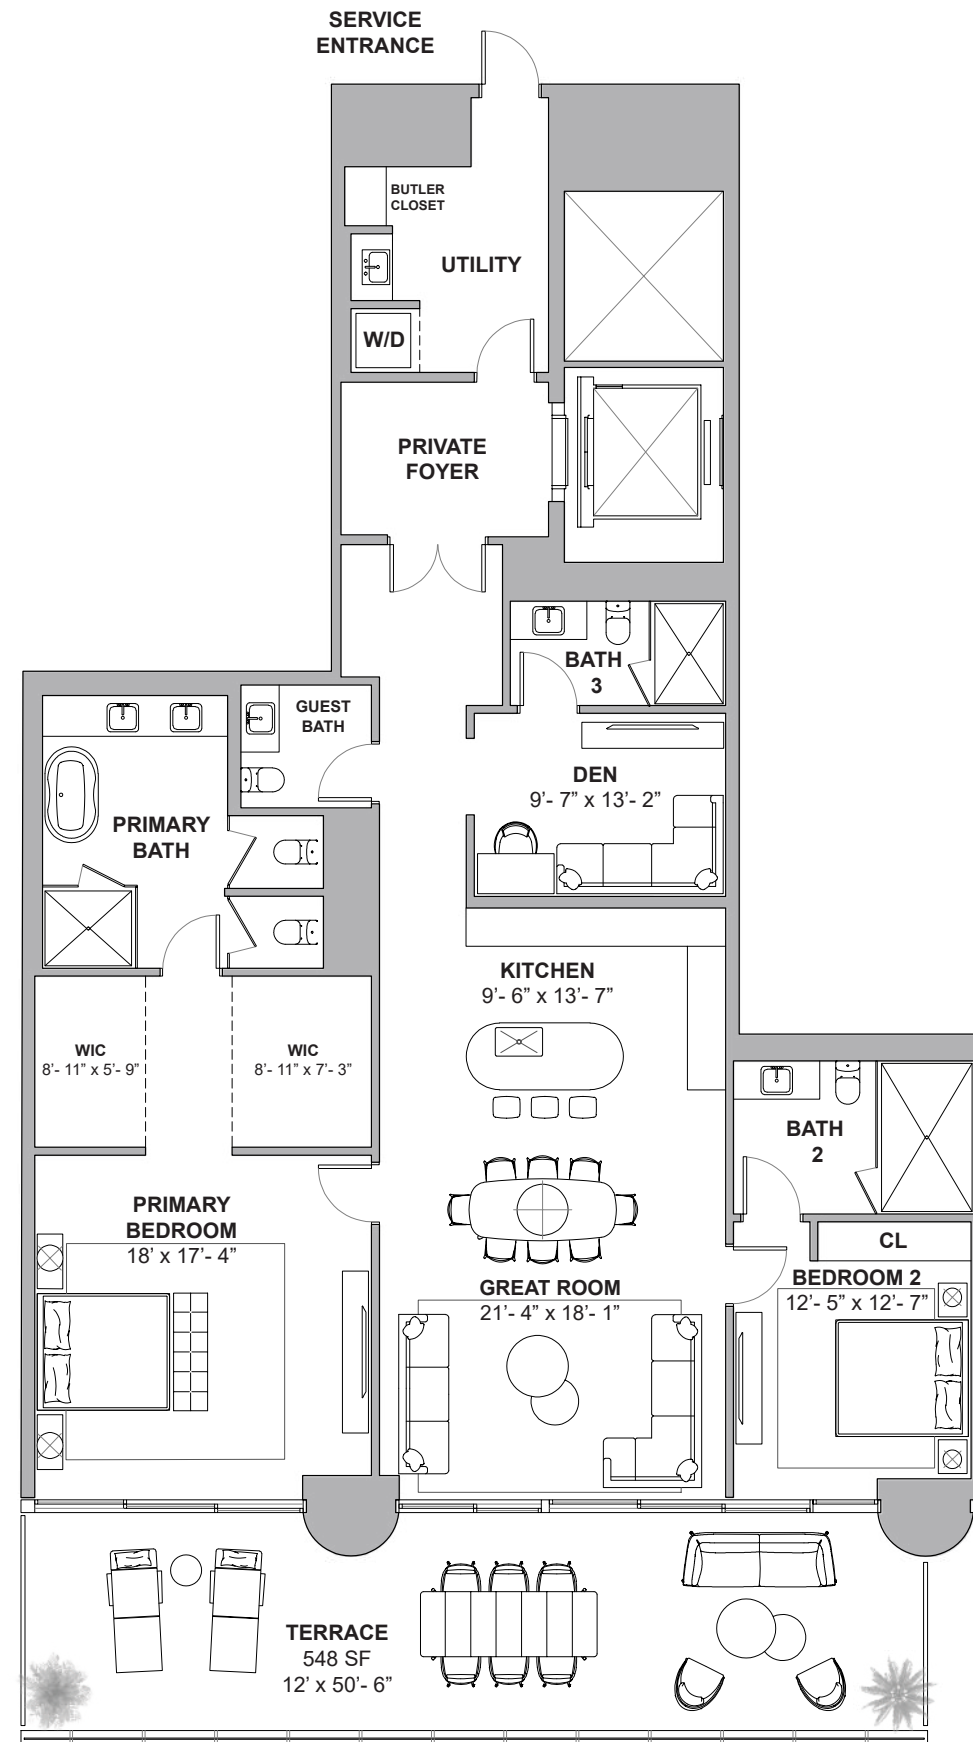 SERVICE
ENTRANCE
BUTLER
CLOSET
UTILITY
W/D
PRIVATE
FOYER
BATH
3
GUEST
BATH
DEN
9’- 7” x 13’- 2”
PRIMARY
BATH
KITCHEN
9’- 6” x 13’- 7”
WIC
8’- 11” x 5’- 9”
WIC
8’- 11” x 7’- 3”
BATH
2
PRIMARY
BEDROOM
18’ x 17’- 4”
CL
GREAT ROOM
21’- 4” x 18’- 1”
BEDROOM 2
12’- 5” x 12’- 7”
TERRACE
548 SF
12’ x 50’- 6”